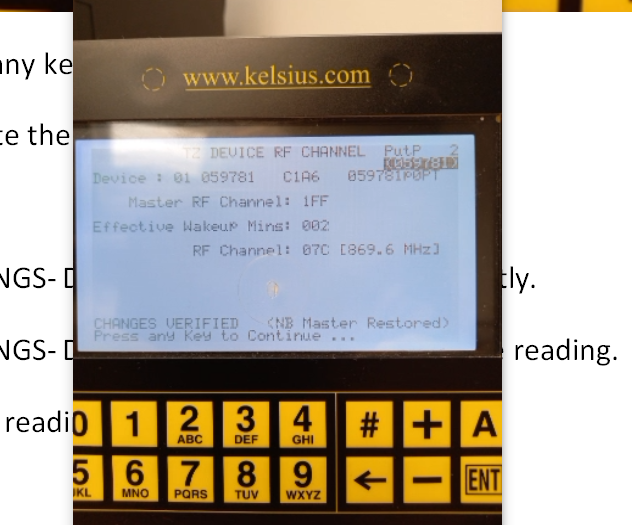 any ke
www.kelsius.com
te the
TZ DEVICE RF CHANNEL PutP 2
(059781)
Device : 01 059781 C1A6 059781P0PT
Master RF Channel: 1FF
Effective Wakeup Mins: 002
RF Channel: 07C [869.6 MHz]
NGS- D tly.
CHANGES VERIFIED (NB Master Restored)
Press any Key to Continue ...
NGS- D reading.
readi
0 1 2 3 4 # + A
ABC DEF GHI
5 6 7 8 9 ← − ENT
JKL MNO PQRS TUV WXYZ